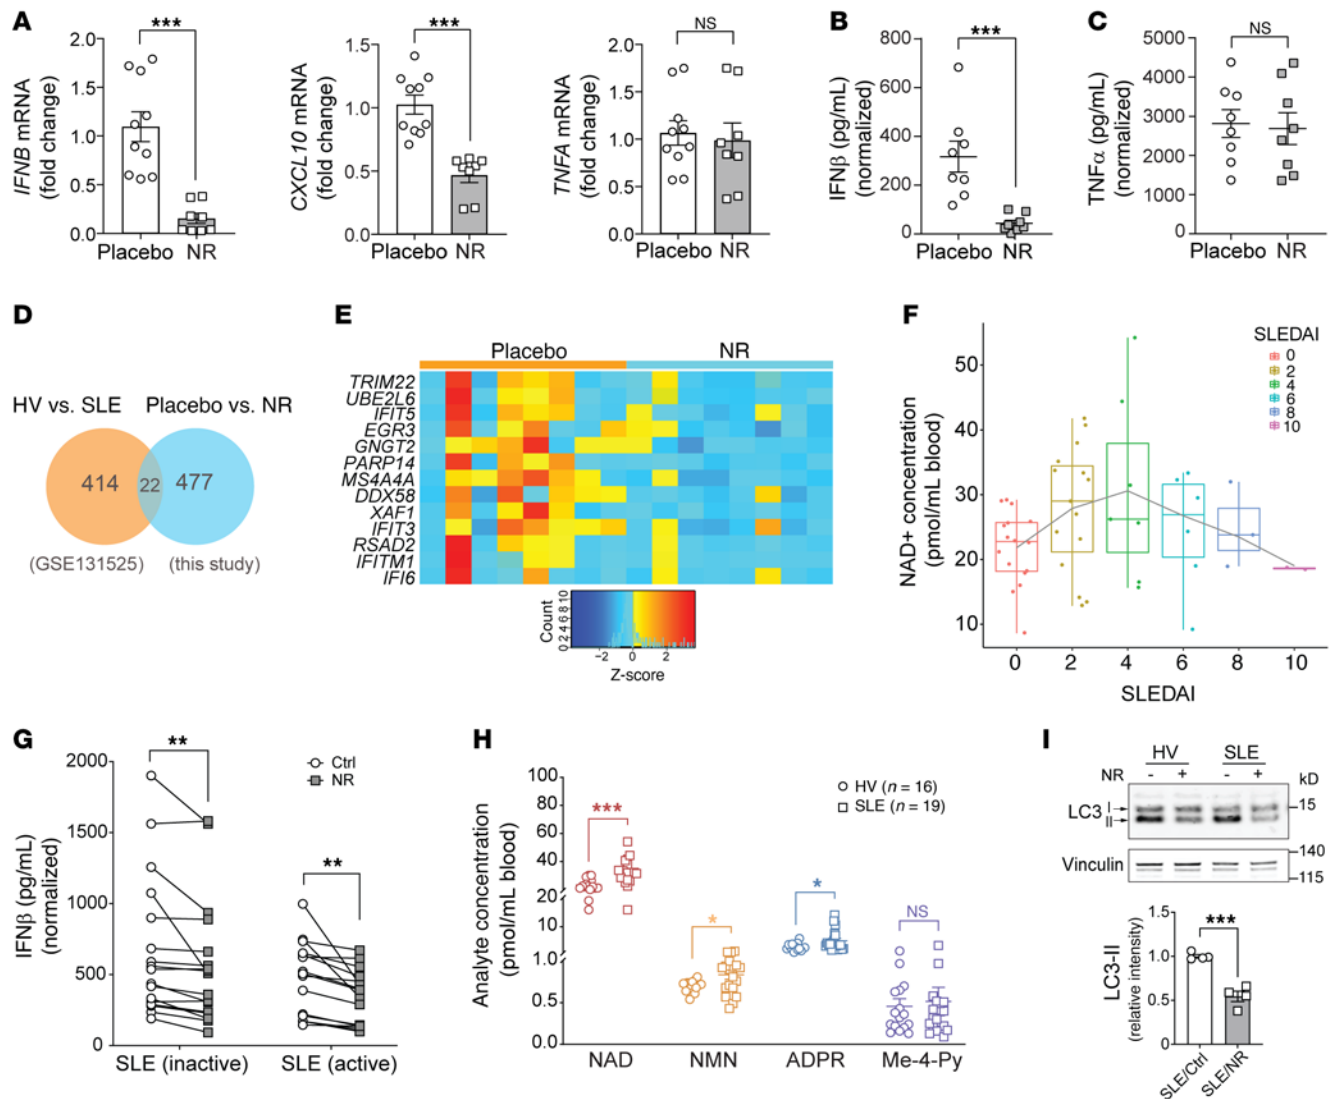 A
***
2.0
1.5
1.0
0.5
0.0
IFNB mRNA
(fold change)
Placebo NR
***
1.5
1.0
0.5
0.0
CXCL10 mRNA
(fold change)
Placebo NR
NS
2.0
1.5
1.0
0.5
0.0
TNFA mRNA
(fold change)
Placebo NR
B
***
800
600
400
200
0
IFNβ (pg/mL)
(normalized)
Placebo NR
C
NS
5000
4000
3000
2000
1000
0
TNFα (pg/mL)
(normalized)
Placebo NR
D
HV vs. SLE Placebo vs. NR
414 22 477
(GSE131525) (this study)
E
Placebo NR
TRIM22
UBE2L6
IFIT5
EGR3
GNGT2
PARP14
MS4A4A
DDX58
XAF1
IFIT3
RSAD2
IFITM1
IFI6
Count
0 2 4 6 8 10
−2 0 2
Z-score
F
50
40
30
20
10
NAD+ concentration
(pmol/mL blood)
0 2 4 6 8 10
SLEDAI
SLEDAI
0
2
4
6
8
10
G
** **
2000
1500
1000
500
0
IFNβ (pg/mL)
(normalized)
Ctrl
NR
SLE (inactive) SLE (active)
H
100
80
60
40
20
10
1.0
0.5
0.0
Analyte concentration
(pmol/mL blood)
HV (n = 16)
SLE (n = 19)
*** * * NS
NAD NMN ADPR Me-4-Py
I
HV SLE
NR - + - + kD
LC3 I
II
15
Vinculin
140
115
***
1.5
1.0
0.5
0.0
LC3-II
(relative intensity)
SLE/Ctrl
SLE/NR